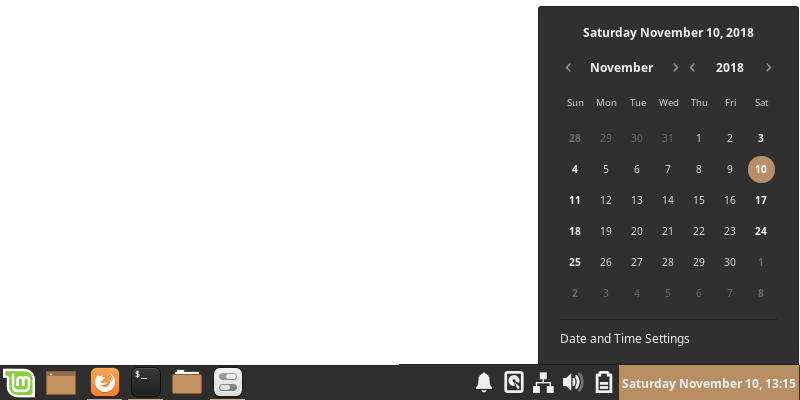 Saturday November 10, 2018
November 2018
Sun Mon Tue Wed Thu Fri Sat
28 29 30 31 1 2 3
4 5 6 7 8 9 10
11 12 13 14 15 16 17
18 19 20 21 22 23 24
25 26 27 28 29 30 1
2 3 4 5 6 7 8
Date and Time Settings
$_
Saturday November 10, 13:15